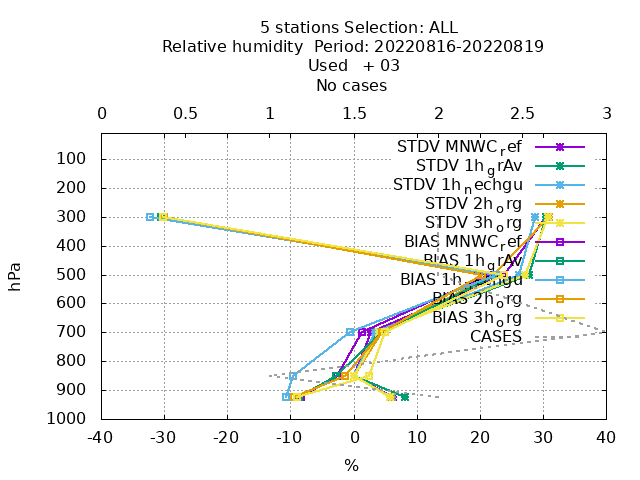 5 stations Selection: ALL
Relative humidity  Period: 20220816-20220819
Used   + 03
No cases
0 0.5 1 1.5 2 2.5 3
STDV MNWC_ref
STDV 1h_grAv
STDV 1h_nechgu
STDV 2h_org
STDV 3h_org
BIAS MNWC_ref
BIAS 1h_grAv
BIAS 1h_nechgu
BIAS 2h_org
BIAS 3h_org
CASES
100
200
300
400
500
600
700
800
900
1000
hPa
-40 -30 -20 -10 0 10 20 30 40
%